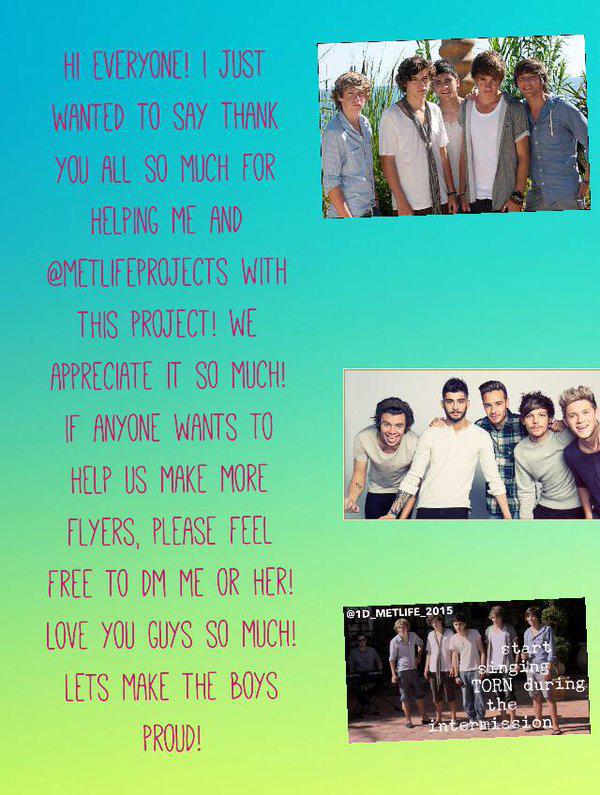 HI EVERYONE! I JUST
WANTED TO SAY THANK
YOU ALL SO MUCH FOR
HELPING ME AND
@METLIFEPROJECTS WITH
THIS PROJECT! WE
APPRECIATE IT SO MUCH!
IF ANYONE WANTS TO
HELP US MAKE MORE
FLYERS, PLEASE FEEL
FREE TO DM ME OR HER!
LOVE YOU GUYS SO MUCH!
LETS MAKE THE BOYS
PROUD!
@1D_METLIFE_2015
start
singing
TORN during
the
intermission